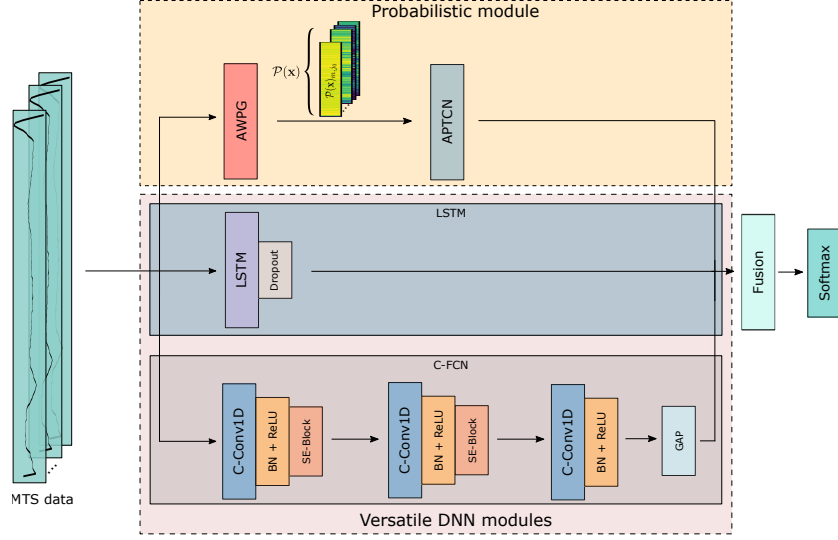 Probabilistic module
P(x)
P(x)m,j₁
AWPG
APTCN
LSTM
LSTM
Dropout
Fusion
Softmax
C-FCN
C-Conv1D
BN + ReLU
SE-Block
C-Conv1D
BN + ReLU
SE-Block
C-Conv1D
BN + ReLU
GAP
MTS data
Versatile DNN modules